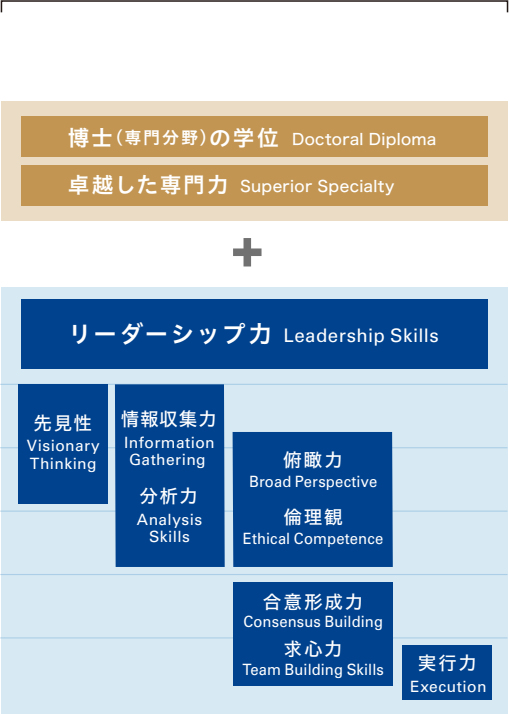 博士（専門分野）の学位 Doctoral Diploma
卓越した専門力 Superior Specialty
+
リーダーシップ力 Leadership Skills
先見性
Visionary
Thinking
情報収集力
Information
Gathering
分析力
Analysis
Skills
俯瞰力
Broad Perspective
倫理観
Ethical Competence
合意形成力
Consensus Building
求心力
Team Building Skills
実行力
Execution